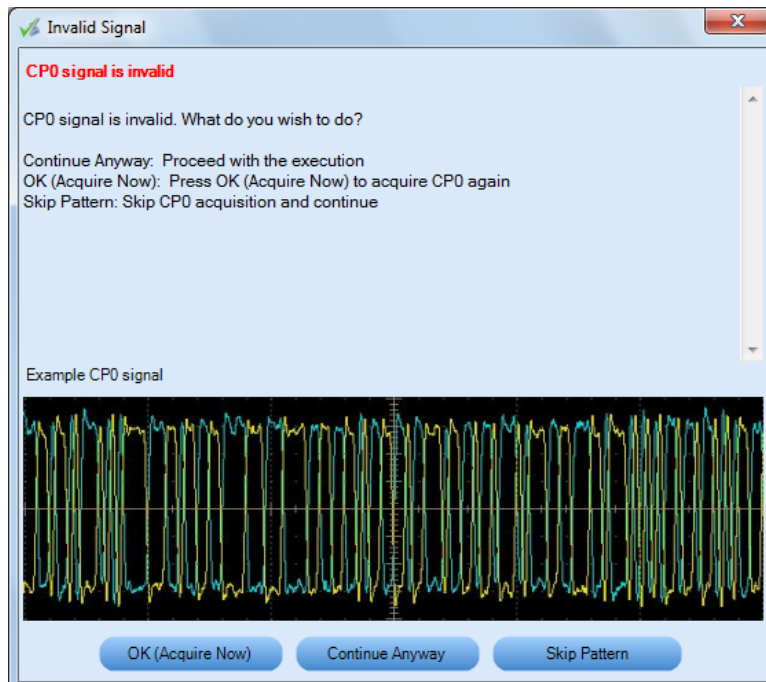 Invalid Signal
CP0 signal is invalid
CP0 signal is invalid. What do you wish to do?
Continue Anyway:  Proceed with the execution
OK (Acquire Now):  Press OK (Acquire Now) to acquire CP0 again
Skip Pattern: Skip CP0 acquisition and continue
Example CP0 signal
OK (Acquire Now)
Continue Anyway
Skip Pattern